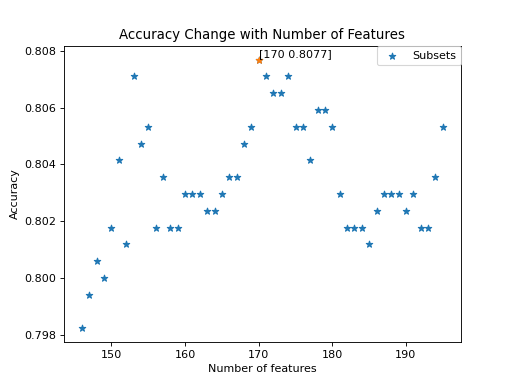 Accuracy Change with Number of Features
[170 0.8077]
Subsets
0.808
0.806
0.804
0.802
0.800
0.798
Accuracy
150 160 170 180 190
Number of features